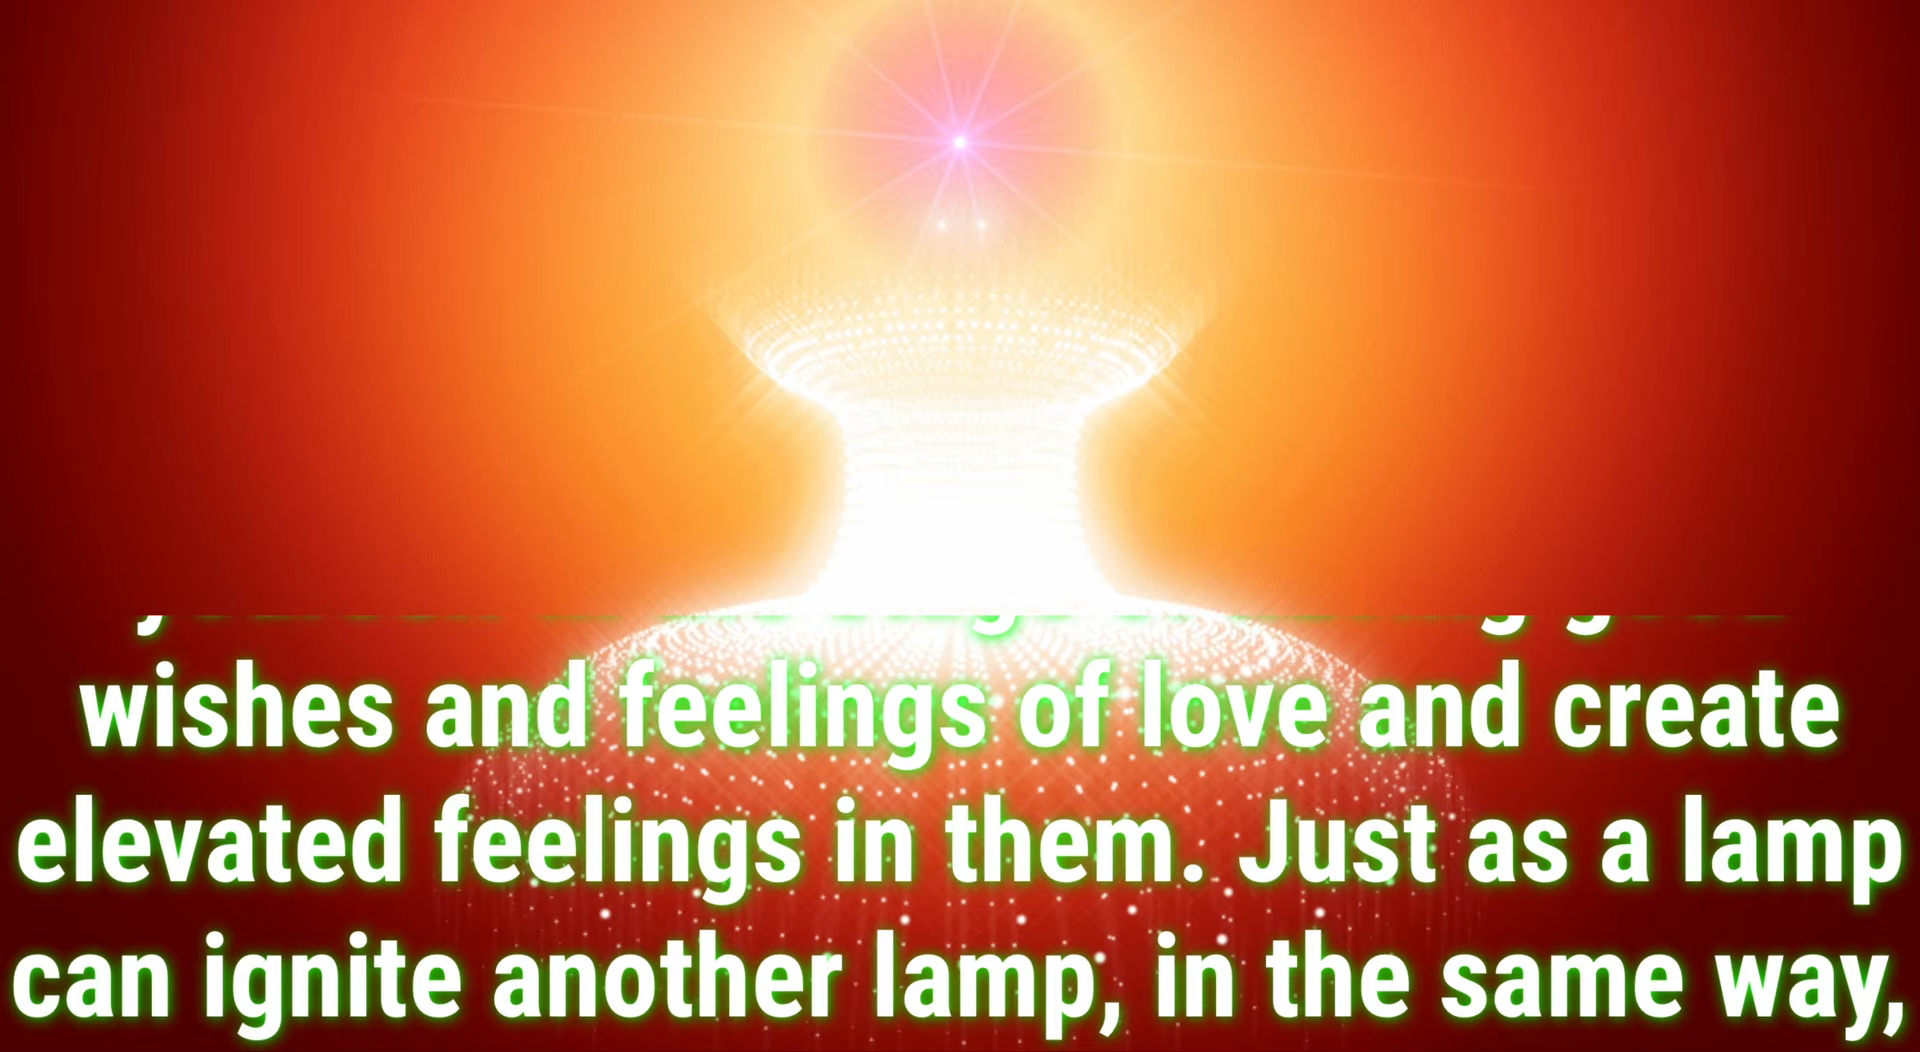 wishes and feelings of love and create
elevated feelings in them. Just as a lamp
can ignite another lamp, in the same way,